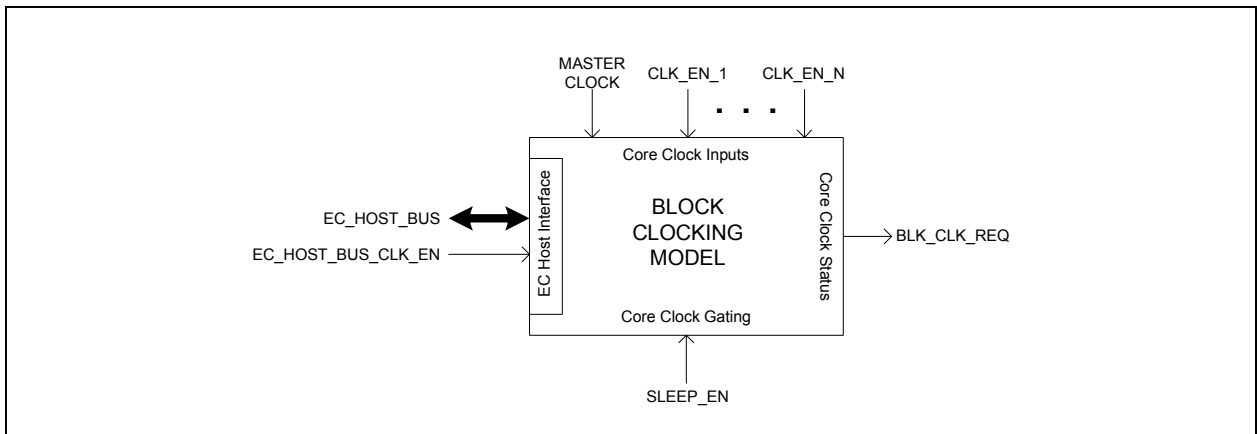 MASTER
CLOCK
CLK_EN_1
CLK_EN_N
. . .
Core Clock Inputs
EC_HOST_BUS
EC_HOST_BUS_CLK_EN
EC Host Interface
BLOCK
CLOCKING
MODEL
Core Clock Status
BLK_CLK_REQ
Core Clock Gating
SLEEP_EN